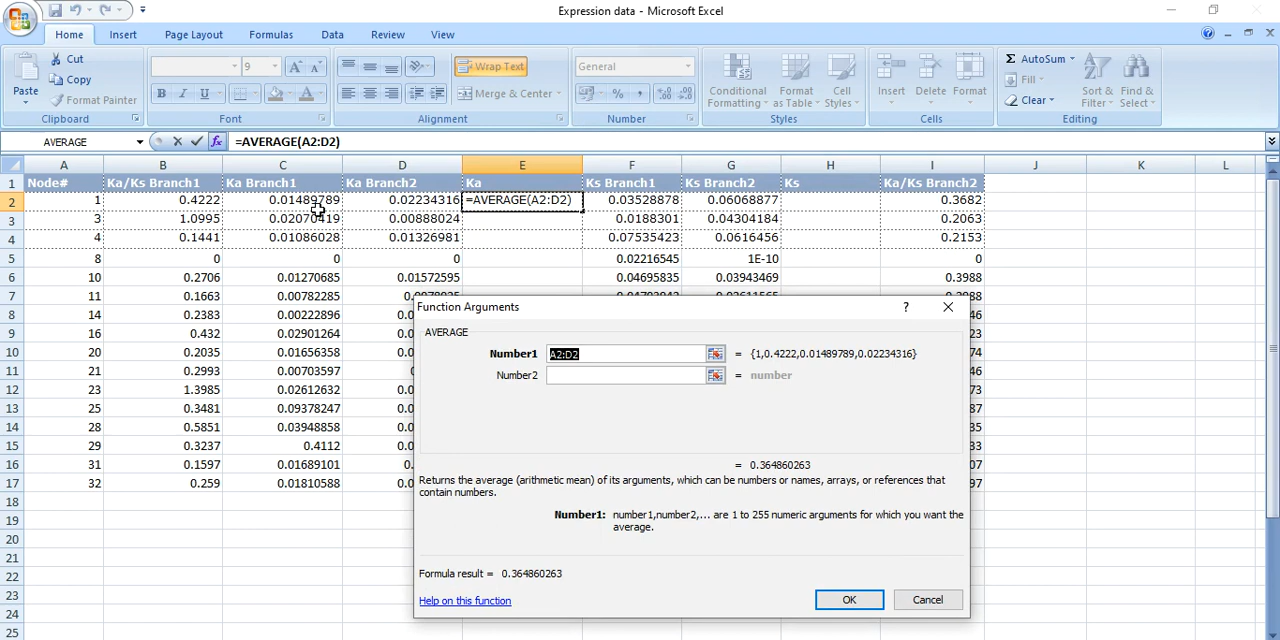 Expression data - Microsoft Excel
Home Insert Page Layout Formulas Data Review View
Cut
Copy
Format Painter
Paste
Clipboard
9 A A
B I U A
Font
Wrap Text
Merge & Center
Alignment
General
% ,
Number
Conditional Formatting
Format as Table
Cell Styles
Styles
Insert Delete Format
Cells
Σ AutoSum
Fill
Clear
Sort & Filter
Find & Select
Editing
AVERAGE fx =AVERAGE(A2:D2)
A B C D E F G H I J K L
1 Node# Ka/Ks Branch1 Ka Branch1 Ka Branch2 Ka Ks Branch1 Ks Branch2 Ks Ka/Ks Branch2
2 1 0.4222 0.01489789 0.02234316 =AVERAGE(A2:D2) 0.03528878 0.06068877 0.3682
3 3 1.0995 0.00888024 0.0188301 0.04304184 0.2063
4 4 0.1441 0.01086028 0.01326981 0.07535423 0.0616456 0.2153
5 8 0 0 0 0.02216545 1E-10 0
6 10 0.2706 0.01270685 0.01572595 0.04695835 0.03943469 0.3988
7 11 0.1663 0.00782285
8 14 0.2383 0.00222896 46
9 16 0.432 0.02901264 23
10 20 0.2035 0.01656358 74
11 21 0.2993 0.00703597 46
12 23 1.3985 0.02612632 73
13 25 0.3481 0.09378247 87
14 28 0.5851 0.03948858 35
15 29 0.3237 0.4112 33
16 31 0.1597 0.01689101 07
17 32 0.259 0.01810588 97
18
19
20
21
22
23
24
25
Function Arguments ?
AVERAGE
Number1 A2:D2 = {1,0.4222,0.01489789,0.02234316}
Number2 = number
= 0.364860263
Returns the average (arithmetic mean) of its arguments, which can be numbers or names, arrays, or references that
contain numbers.
Number1: number1,number2,... are 1 to 255 numeric arguments for which you want the
average.
Formula result = 0.364860263
Help on this function
OK Cancel